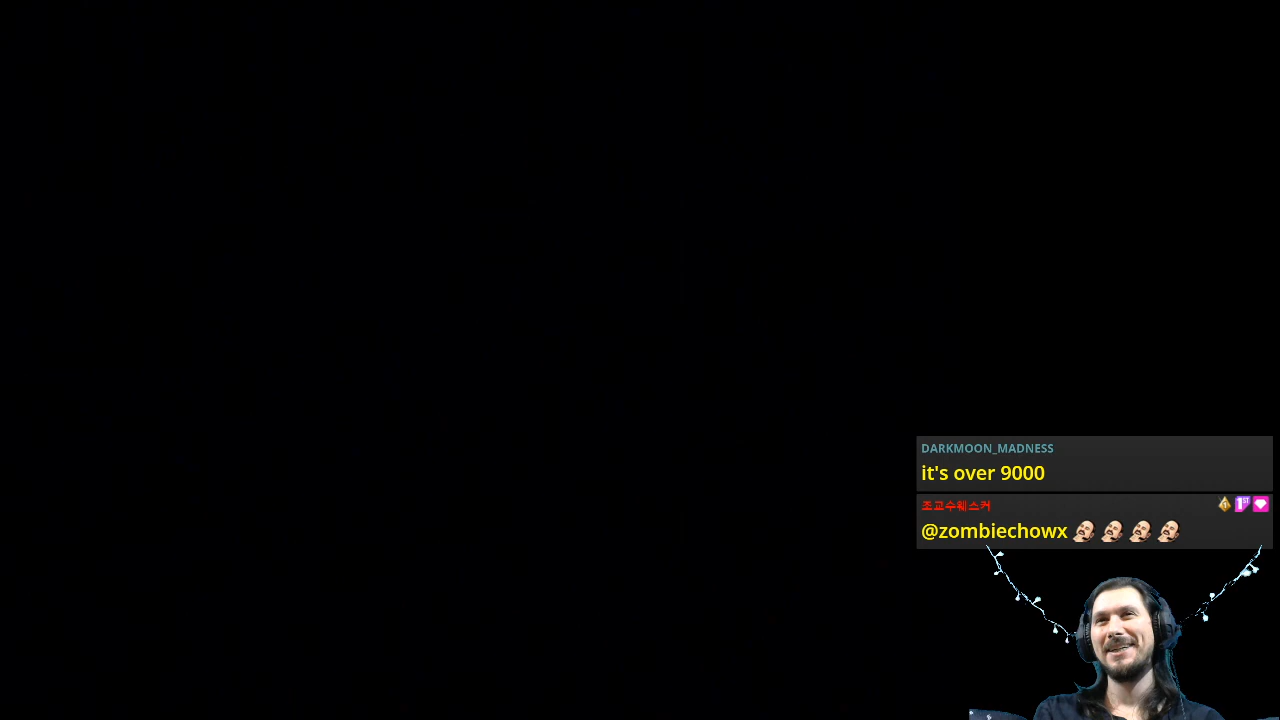 DARKMOON_MADNESS
it's over 9000
조교수웨스커
@zombiechowx